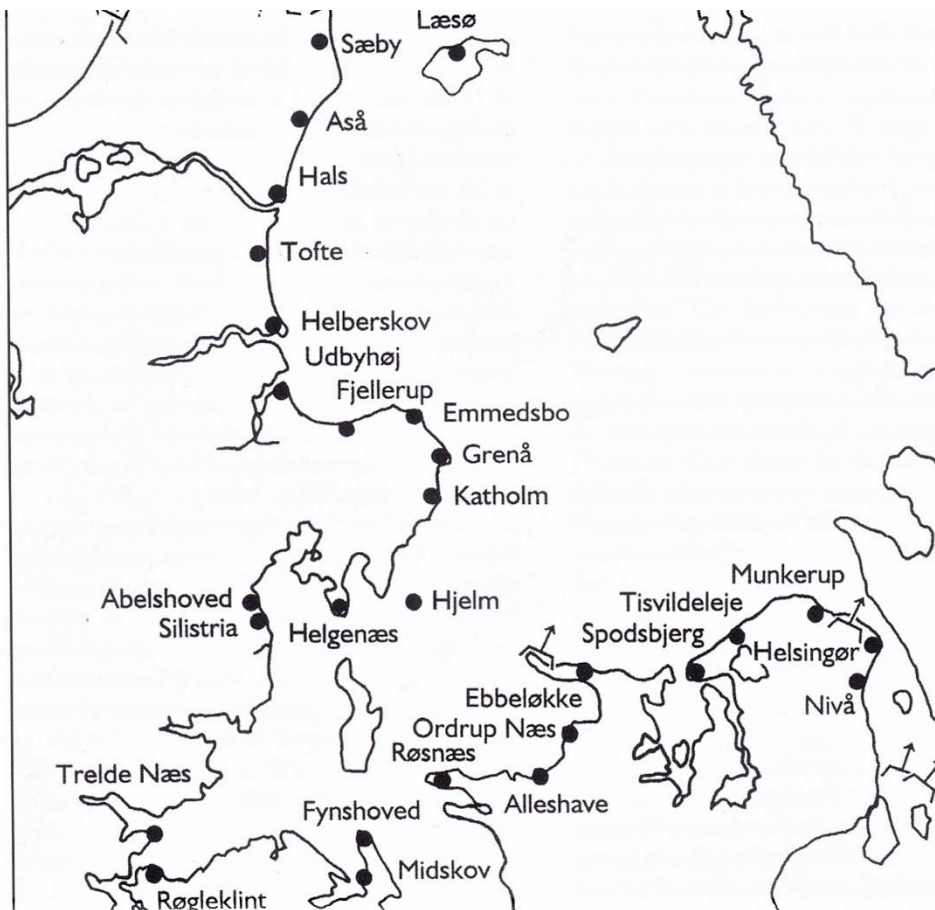 Læsø
Sæby
Aså
Hals
Tofte
Helberskov
Udbyhøj
Fjellerup
Emmedsbo
Grenå
Katholm
Munkerup
Abelshoved
Hjelm
Tisvildeleje
Silistria
Helgenæs
Spodsbjerg
Helsingør
Ebbeløkke
Nivå
Ordrup Næs
Røsnæs
Trelde Næs
Alleshave
Fynshoved
Midskov
Røgleklint